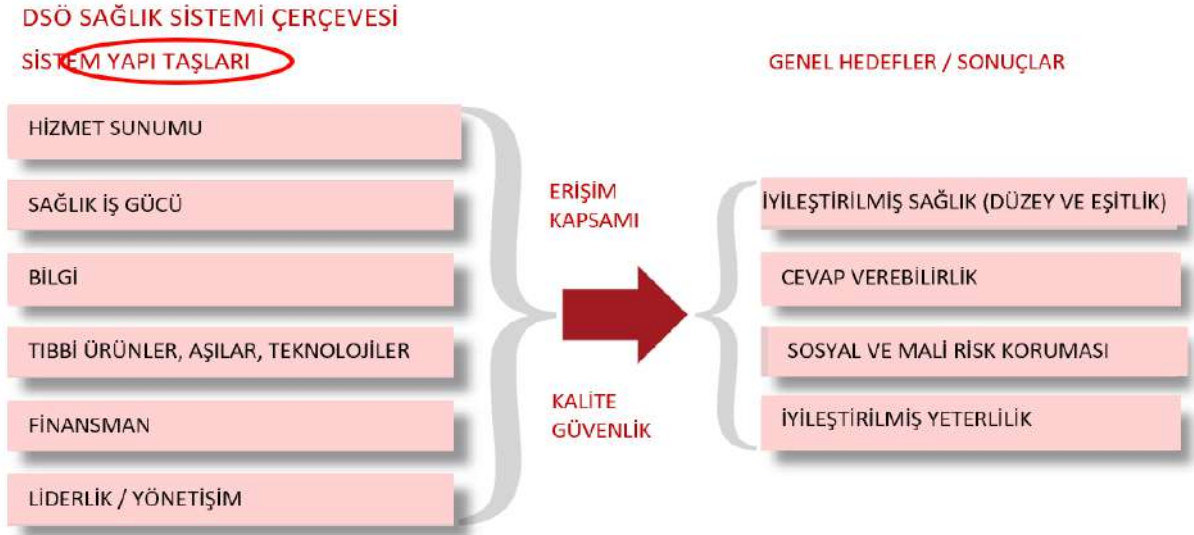 DSÖ SAĞLIK SİSTEMİ ÇERÇEVESİ
SİSTEM YAPI TAŞLARI
HİZMET SUNUMU
SAĞLIK İŞ GÜCÜ
BİLGİ
TIBBİ ÜRÜNLER, AŞILAR, TEKNOLOJİLER
FİNANSMAN
LİDERLİK / YÖNETİŞİM
ERİŞİM
KAPSAMI
KALİTE
GÜVENLİK
GENEL HEDEFLER / SONUÇLAR
İYİLEŞTİRİLMİŞ SAĞLIK (DÜZEY VE EŞİTLİK)
CEVAP VEREBİLİRLİK
SOSYAL VE MALİ RİSK KORUMASI
İYİLEŞTİRİLMİŞ YETERLİLİK